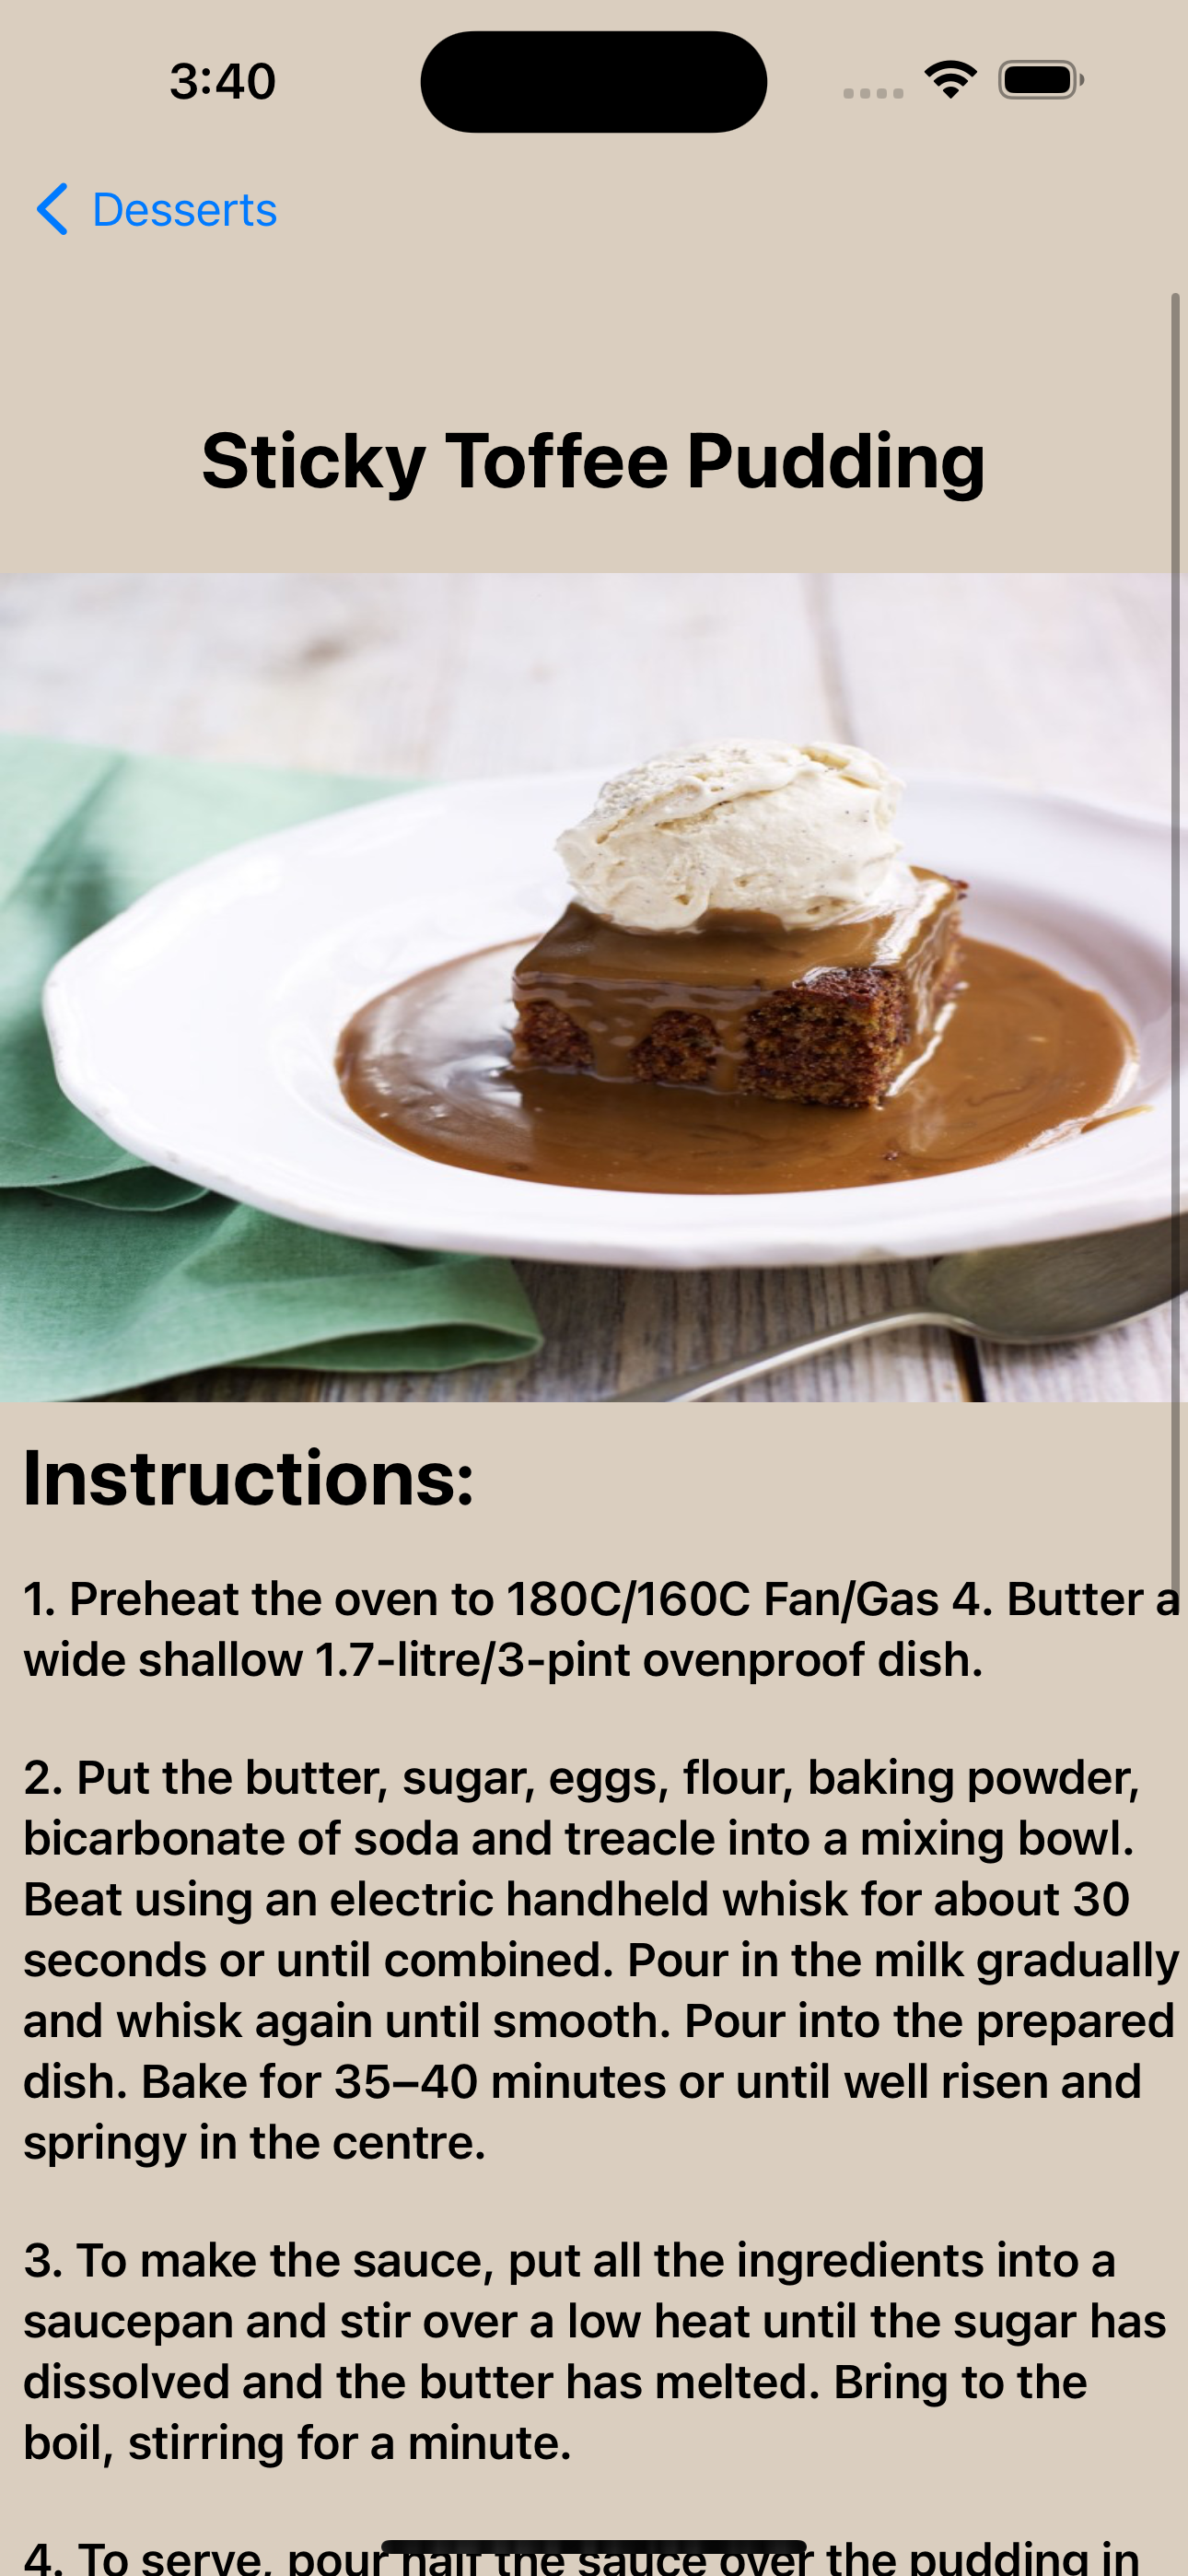 3:40
Desserts
Sticky Toffee Pudding
Instructions:
1. Preheat the oven to 180C/160C Fan/Gas 4. Butter a
wide shallow 1.7-litre/3-pint ovenproof dish.
2. Put the butter, sugar, eggs, flour, baking powder,
bicarbonate of soda and treacle into a mixing bowl.
Beat using an electric handheld whisk for about 30
seconds or until combined. Pour in the milk gradually
and whisk again until smooth. Pour into the prepared
dish. Bake for 35–40 minutes or until well risen and
springy in the centre.
3. To make the sauce, put all the ingredients into a
saucepan and stir over a low heat until the sugar has
dissolved and the butter has melted. Bring to the
boil, stirring for a minute.
4. To serve, pour half the sauce over the pudding in